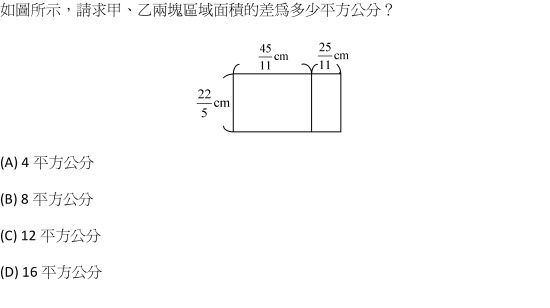 如圖所示，請求甲、乙兩塊區域面積的差為多少平方公分？
45/11 cm
25/11 cm
22/5 cm
(A) 4 平方公分
(B) 8 平方公分
(C) 12 平方公分
(D) 16 平方公分